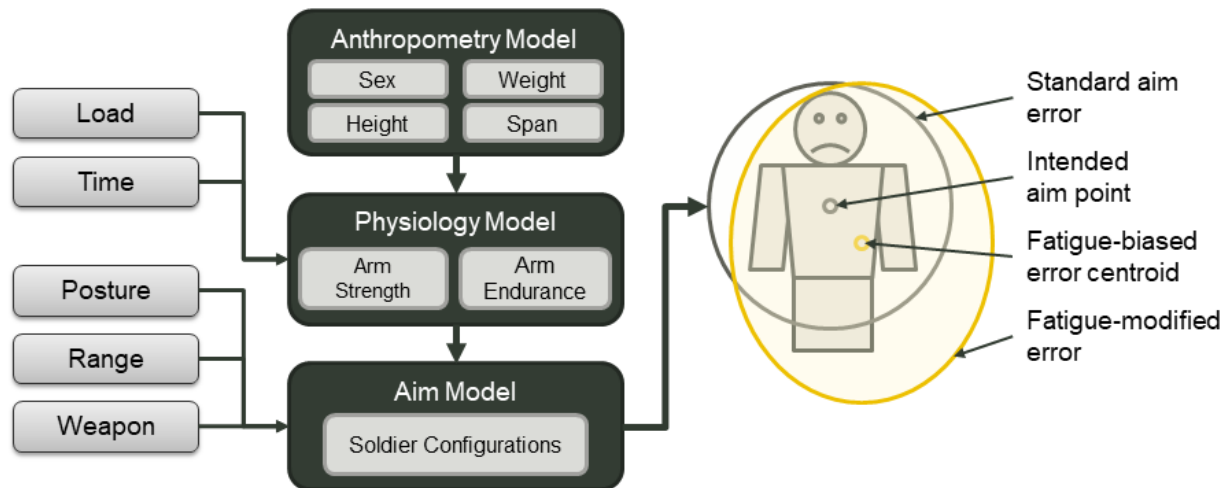 Load
Time
Posture
Range
Weapon
Anthropometry Model
Sex
Weight
Height
Span
Physiology Model
Arm
Strength
Arm
Endurance
Aim Model
Soldier Configurations
Standard aim
error
Intended
aim point
Fatigue-biased
error centroid
Fatigue-modified
error